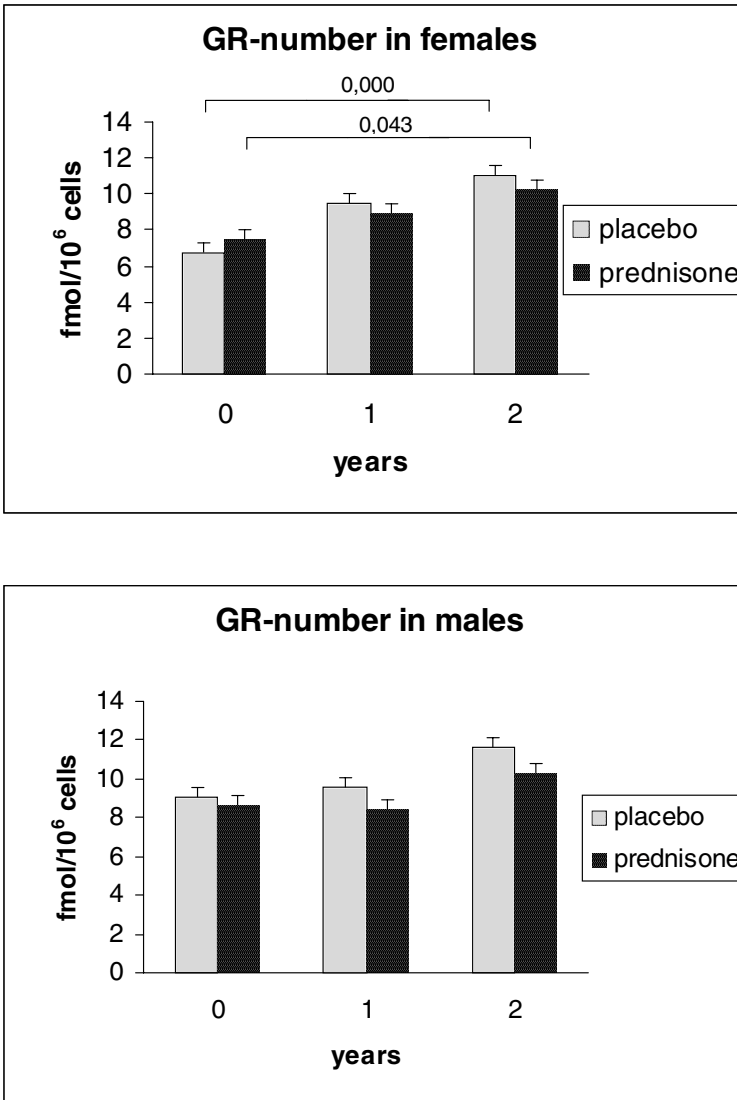 GR-number in females
0,000
0,043
14
12
10
8
6
4
2
0
fmol/10⁶ cells
placebo
prednisone
0 1 2
years
GR-number in males
14
12
10
8
6
4
2
0
fmol/10⁶ cells
placebo
prednisone
0 1 2
years